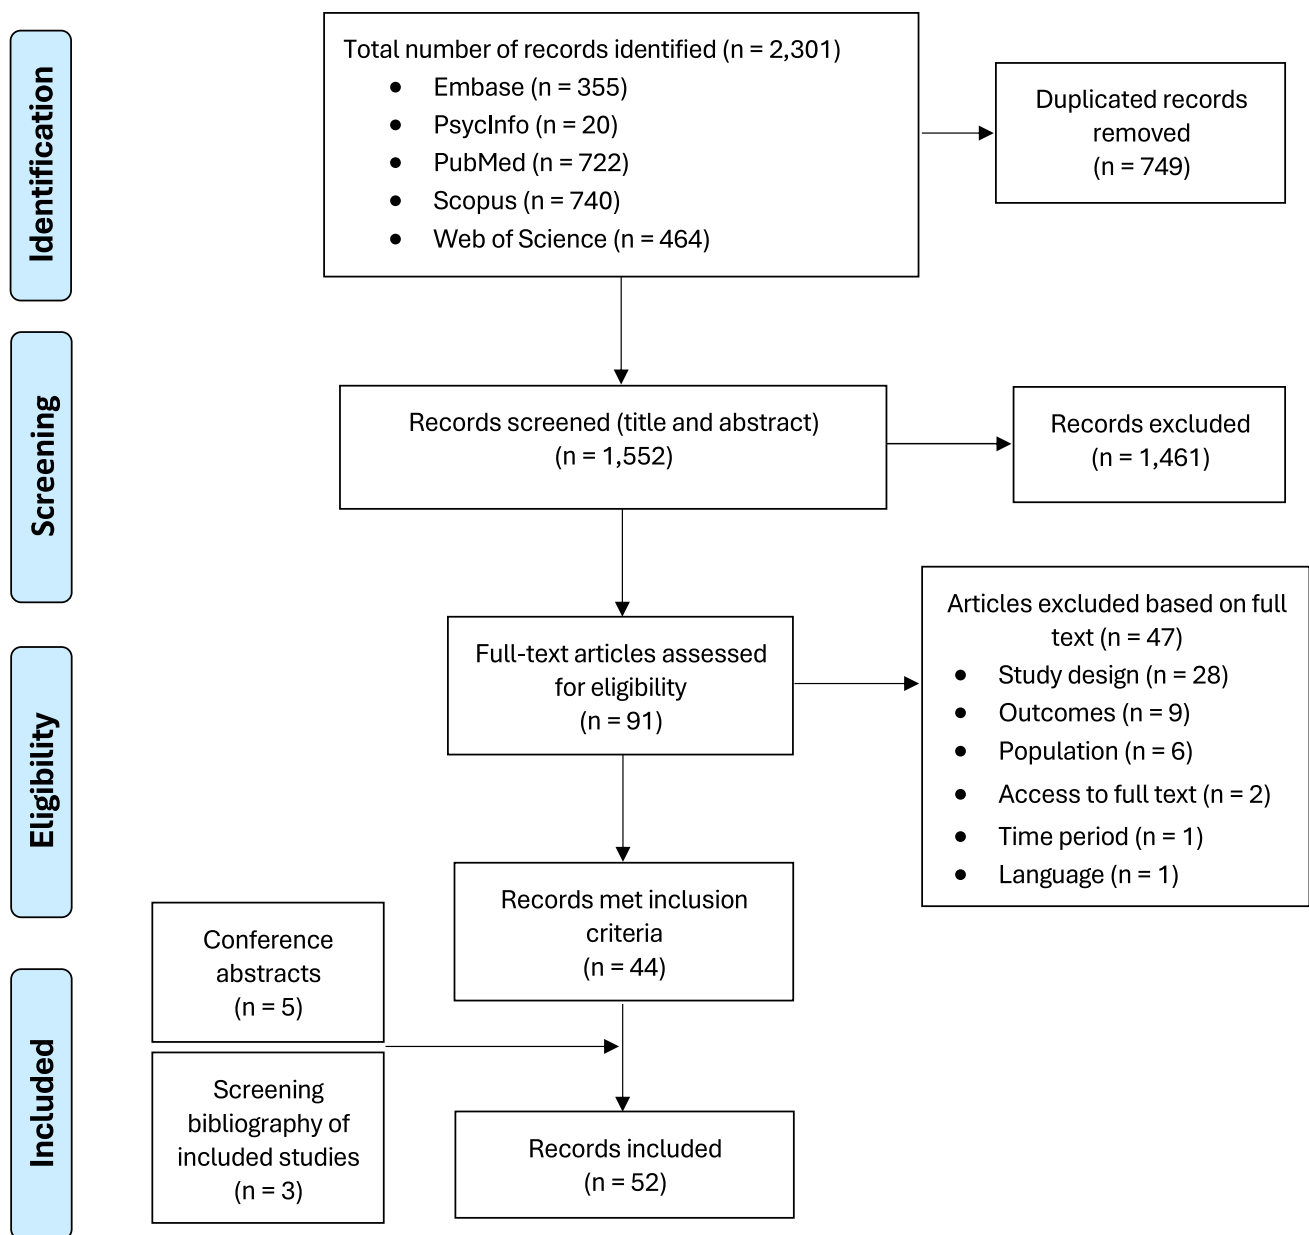 Identification
Total number of records identified (n = 2,301)
● Embase (n = 355)
● PsycInfo (n = 20)
● PubMed (n = 722)
● Scopus (n = 740)
● Web of Science (n = 464)
Duplicated records
removed
(n = 749)
Screening
Records screened (title and abstract)
(n = 1,552)
Records excluded
(n = 1,461)
Eligibility
Full-text articles assessed
for eligibility
(n = 91)
Articles excluded based on full
text (n = 47)
● Study design (n = 28)
● Outcomes (n = 9)
● Population (n = 6)
● Access to full text (n = 2)
● Time period (n = 1)
● Language (n = 1)
Records met inclusion
criteria
(n = 44)
Included
Conference
abstracts
(n = 5)
Screening
bibliography of
included studies
(n = 3)
Records included
(n = 52)